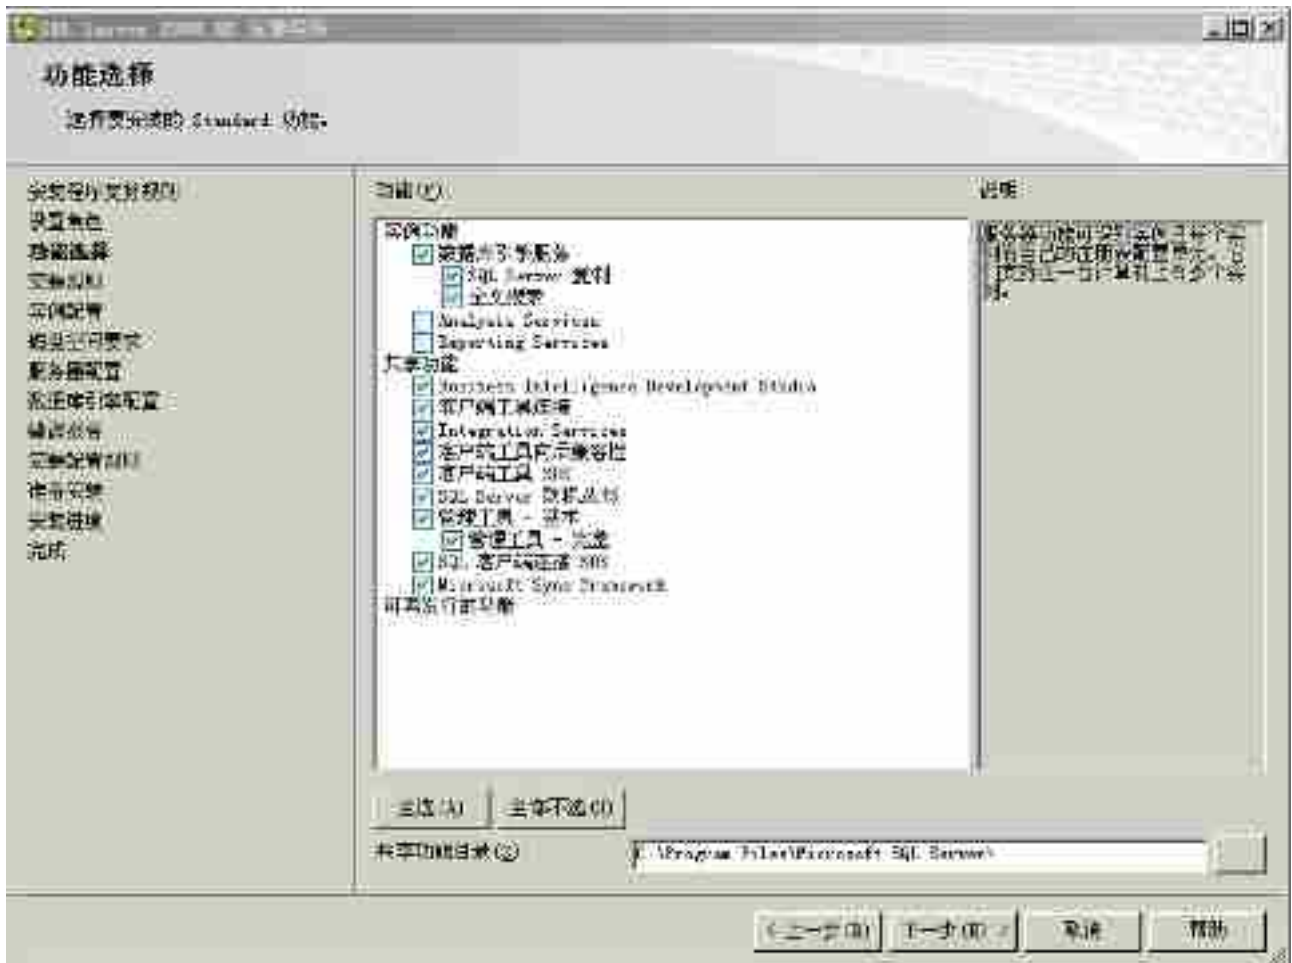 SQL Server 2008 R2 安装程序
功能选择
选择要安装的 Standard 功能。
安装程序支持规则
设置角色
功能选择
安装规则
实例配置
磁盘空间要求
服务器配置
数据库引擎配置
错误报告
安装配置规则
准备安装
安装进度
完成
功能(F):
实例功能
数据库引擎服务
SQL Server 复制
全文搜索
Analysis Services
Reporting Services
共享功能
Business Intelligence Development Studio
客户端工具连接
Integration Services
客户端工具向后兼容性
客户端工具 SDK
SQL Server 联机丛书
管理工具 - 基本
管理工具 - 完整
SQL 客户端连接 SDK
Microsoft Sync Framework
可再发行的功能
说明
全选(A)
全部不选(U)
共享功能目录(S):
C:\Program Files\Microsoft SQL Server\
< 上一步(B)
下一步(N) >
取消
帮助